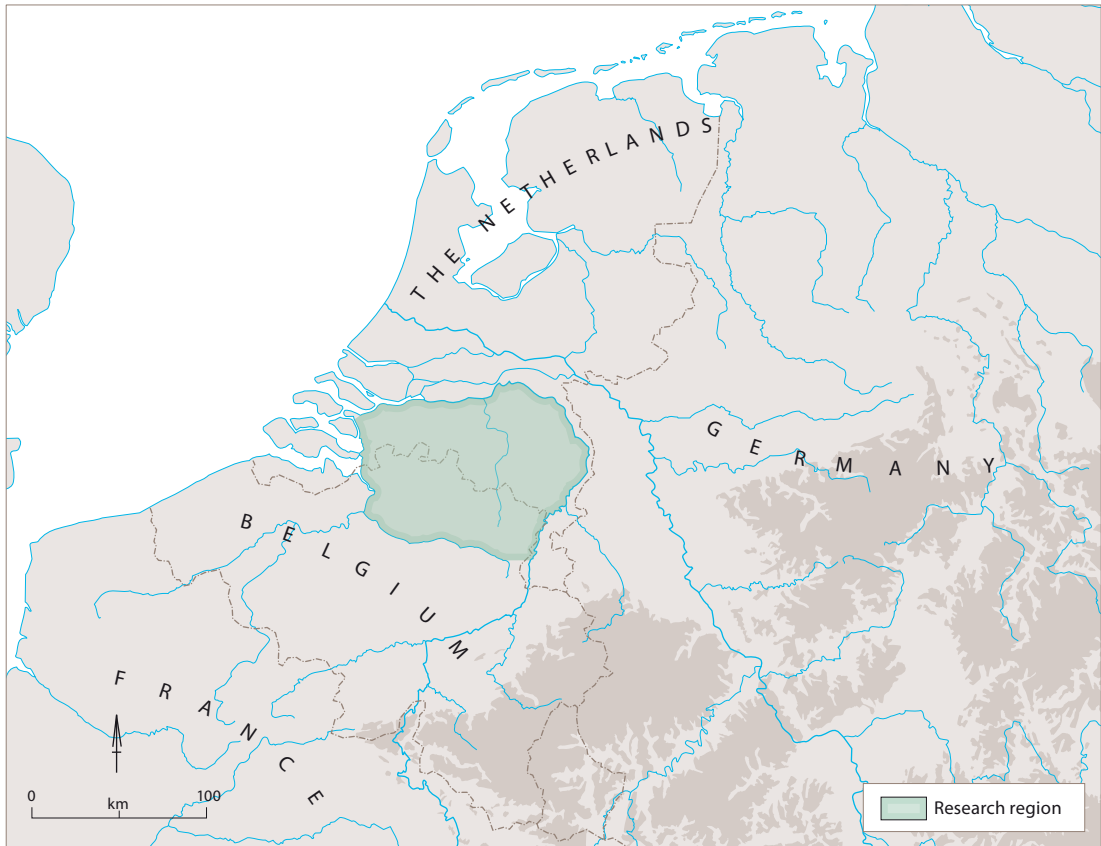 THE NETHERLANDS
GERMANY
BELGIUM
FRANCE
0 100
km
Research region